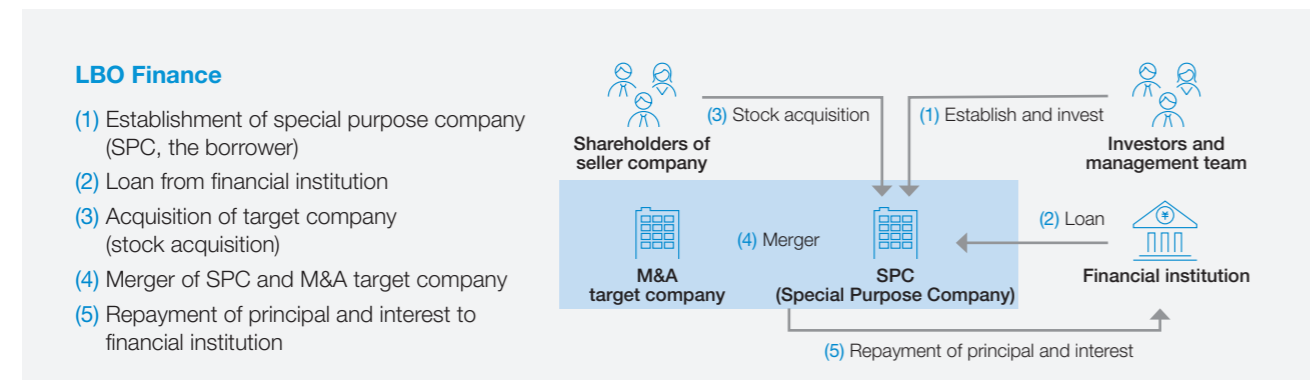 LBO Finance
(1) Establishment of special purpose company
(SPC, the borrower)
(2) Loan from financial institution
(3) Acquisition of target company
(stock acquisition)
(4) Merger of SPC and M&A target company
(5) Repayment of principal and interest to
financial institution
(3) Stock acquisition
(1) Establish and invest
Shareholders of
seller company
Investors and
management team
(4) Merger
(2) Loan
¥
M&A
target company
SPC
(Special Purpose Company)
Financial institution
(5) Repayment of principal and interest